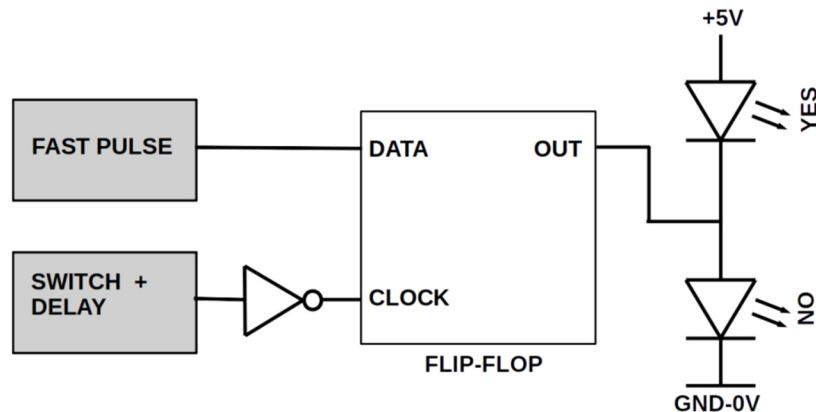 +5V
YES
FAST PULSE
DATA
OUT
SWITCH +
DELAY
CLOCK
NO
FLIP-FLOP
GND-0V